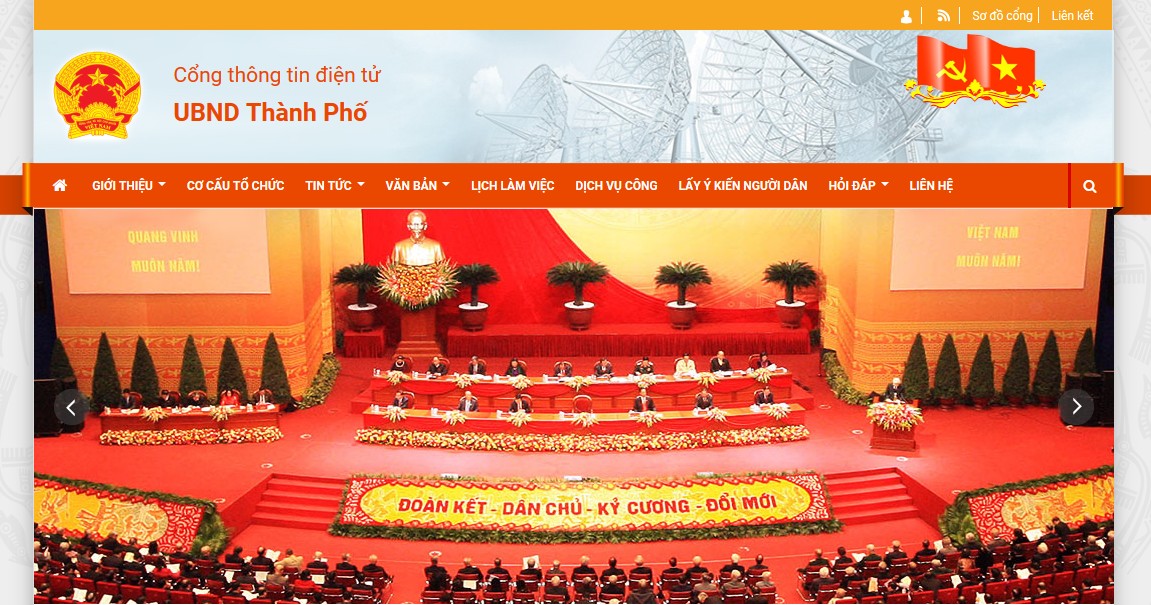 Sơ đồ cổng
Liên kết
Cổng thông tin điện tử
UBND Thành Phố
VIỆT NAM
GIỚI THIỆU
CƠ CẤU TỔ CHỨC
TIN TỨC
VĂN BẢN
LỊCH LÀM VIỆC
DỊCH VỤ CÔNG
LẤY Ý KIẾN NGƯỜI DÂN
HỎI ĐÁP
LIÊN HỆ
QUANG VINH
MUÔN NĂM!
VIỆT NAM
MUÔN NĂM!
ĐOÀN KẾT - DÂN CHỦ - KỶ CƯƠNG - ĐỔI MỚI